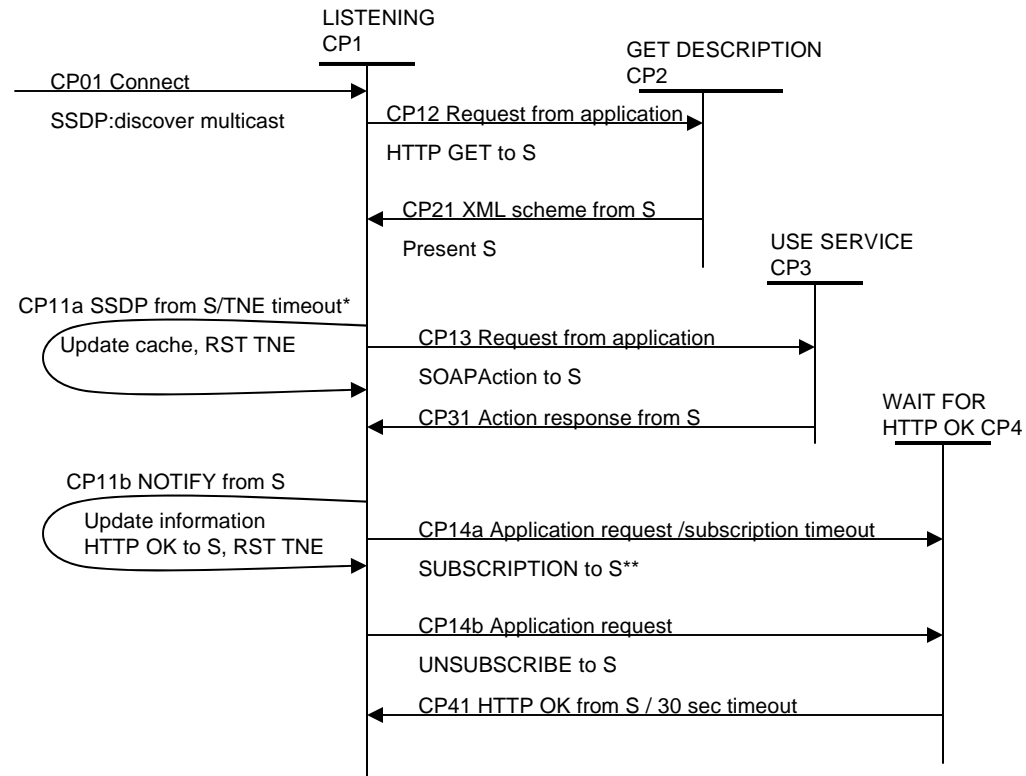 LISTENING
CP1
GET DESCRIPTION
CP2
CP01 Connect
SSDP:discover multicast
CP12 Request from application
HTTP GET to S
CP21 XML scheme from S
Present S
USE SERVICE
CP3
CP11a SSDP from S/TNE timeout*
Update cache, RST TNE
CP13 Request from application
SOAPAction to S
CP31 Action response from S
WAIT FOR
HTTP OK CP4
CP11b NOTIFY from S
Update information
HTTP OK to S, RST TNE
CP14a Application request /subscription timeout
SUBSCRIPTION to S**
CP14b Application request
UNSUBSCRIBE to S
CP41 HTTP OK from S / 30 sec timeout